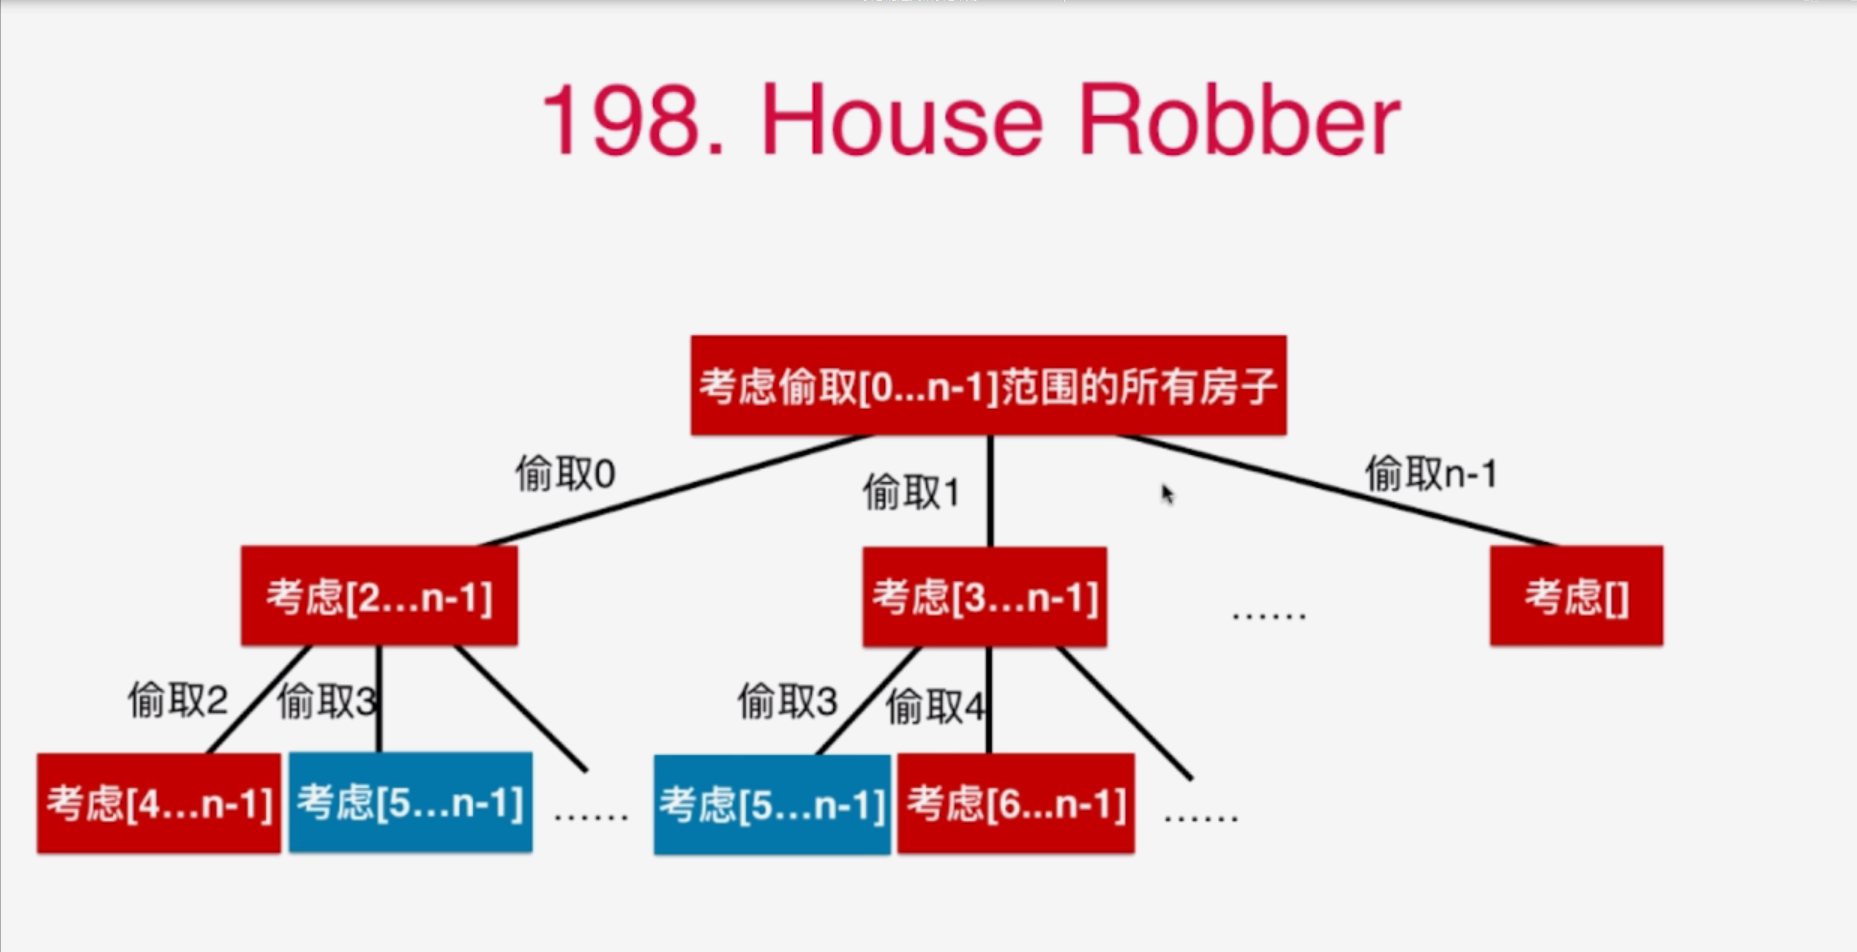 198. House Robber
考虑偷取[0...n-1]范围的所有房子
偷取0
偷取1
偷取n-1
考虑[2...n-1]
考虑[3...n-1]
......
考虑[]
偷取2
偷取3
偷取3
偷取4
考虑[4...n-1]
考虑[5...n-1]
......
考虑[5...n-1]
考虑[6...n-1]
......